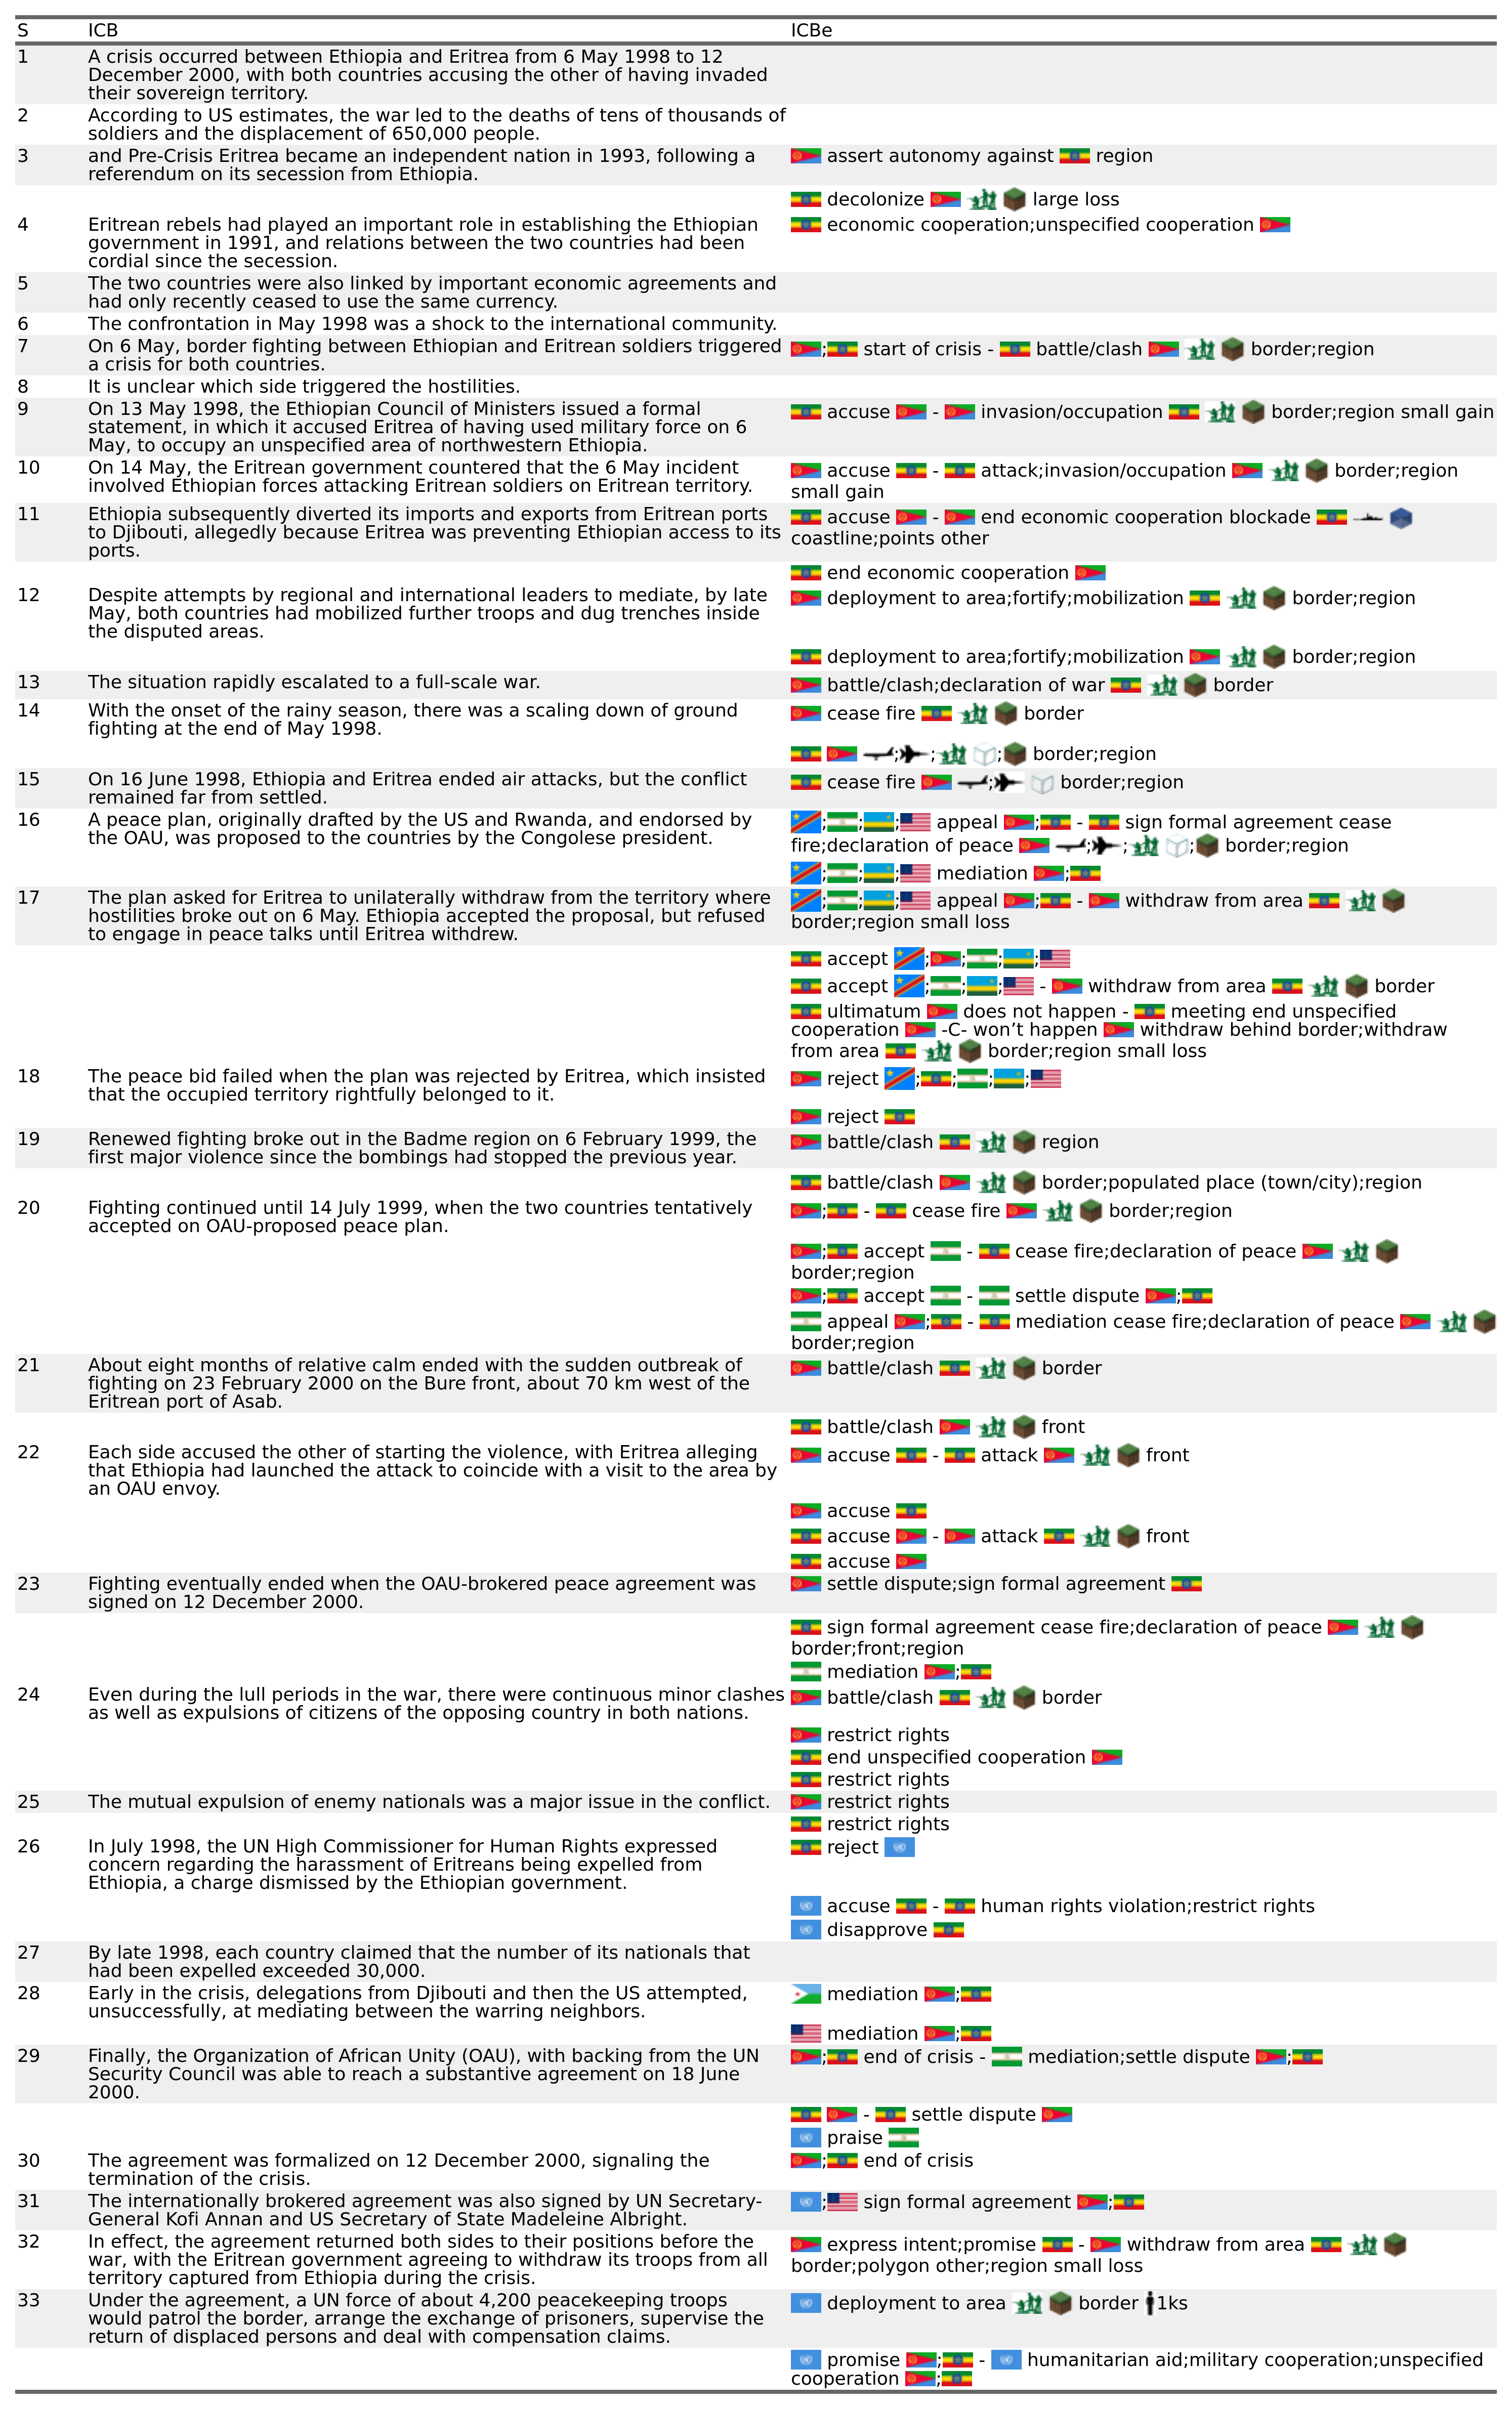 S ICB ICBe
1 A crisis occurred between Ethiopia and Eritrea from 6 May 1998 to 12
December 2000, with both countries accusing the other of having invaded
their sovereign territory.
2 According to US estimates, the war led to the deaths of tens of thousands of
soldiers and the displacement of 650,000 people.
3 and Pre-Crisis Eritrea became an independent nation in 1993, following a
referendum on its secession from Ethiopia.
assert autonomy against region
decolonize large loss
4 Eritrean rebels had played an important role in establishing the Ethiopian
government in 1991, and relations between the two countries had been
cordial since the secession.
economic cooperation;unspecified cooperation
5 The two countries were also linked by important economic agreements and
had only recently ceased to use the same currency.
6 The confrontation in May 1998 was a shock to the international community.
7 On 6 May, border fighting between Ethiopian and Eritrean soldiers triggered
a crisis for both countries.
; start of crisis - battle/clash border;region
8 It is unclear which side triggered the hostilities.
9 On 13 May 1998, the Ethiopian Council of Ministers issued a formal
statement, in which it accused Eritrea of having used military force on 6
May, to occupy an unspecified area of northwestern Ethiopia.
accuse - invasion/occupation border;region small gain
10 On 14 May, the Eritrean government countered that the 6 May incident
involved Ethiopian forces attacking Eritrean soldiers on Eritrean territory.
accuse - attack;invasion/occupation border;region
small gain
11 Ethiopia subsequently diverted its imports and exports from Eritrean ports
to Djibouti, allegedly because Eritrea was preventing Ethiopian access to its
ports.
accuse - end economic cooperation blockade
coastline;points other
end economic cooperation
12 Despite attempts by regional and international leaders to mediate, by late
May, both countries had mobilized further troops and dug trenches inside
the disputed areas.
deployment to area;fortify;mobilization border;region
deployment to area;fortify;mobilization border;region
13 The situation rapidly escalated to a full-scale war.
battle/clash;declaration of war border
14 With the onset of the rainy season, there was a scaling down of ground
fighting at the end of May 1998.
cease fire border
; ; ; border;region
15 On 16 June 1998, Ethiopia and Eritrea ended air attacks, but the conflict
remained far from settled.
cease fire ; border;region
16 A peace plan, originally drafted by the US and Rwanda, and endorsed by
the OAU, was proposed to the countries by the Congolese president.
; ; ; appeal ; - sign formal agreement cease
fire;declaration of peace ; ; ; border;region
; ; ; mediation ;
17 The plan asked for Eritrea to unilaterally withdraw from the territory where
hostilities broke out on 6 May. Ethiopia accepted the proposal, but refused
to engage in peace talks until Eritrea withdrew.
; ; ; appeal ; - withdraw from area
border;region small loss
accept ; ; ; ;
accept ; ; ; - withdraw from area border
ultimatum does not happen - meeting end unspecified
cooperation -C- won’t happen withdraw behind border;withdraw
from area border;region small loss
18 The peace bid failed when the plan was rejected by Eritrea, which insisted
that the occupied territory rightfully belonged to it.
reject ; ; ; ;
reject
19 Renewed fighting broke out in the Badme region on 6 February 1999, the
first major violence since the bombings had stopped the previous year.
battle/clash region
battle/clash border;populated place (town/city);region
20 Fighting continued until 14 July 1999, when the two countries tentatively
accepted on OAU-proposed peace plan.
; - cease fire border;region
; accept - cease fire;declaration of peace
border;region
; accept - settle dispute ;
appeal ; - mediation cease fire;declaration of peace
border;region
21 About eight months of relative calm ended with the sudden outbreak of
fighting on 23 February 2000 on the Bure front, about 70 km west of the
Eritrean port of Asab.
battle/clash border
battle/clash front
22 Each side accused the other of starting the violence, with Eritrea alleging
that Ethiopia had launched the attack to coincide with a visit to the area by
an OAU envoy.
accuse - attack front
accuse
accuse - attack front
accuse
23 Fighting eventually ended when the OAU-brokered peace agreement was
signed on 12 December 2000.
settle dispute;sign formal agreement
sign formal agreement cease fire;declaration of peace
border;front;region
mediation ;
24 Even during the lull periods in the war, there were continuous minor clashes
as well as expulsions of citizens of the opposing country in both nations.
battle/clash border
restrict rights
end unspecified cooperation
restrict rights
25 The mutual expulsion of enemy nationals was a major issue in the conflict.
restrict rights
restrict rights
26 In July 1998, the UN High Commissioner for Human Rights expressed
concern regarding the harassment of Eritreans being expelled from
Ethiopia, a charge dismissed by the Ethiopian government.
reject
accuse - human rights violation;restrict rights
disapprove
27 By late 1998, each country claimed that the number of its nationals that
had been expelled exceeded 30,000.
28 Early in the crisis, delegations from Djibouti and then the US attempted,
unsuccessfully, at mediating between the warring neighbors.
mediation ;
mediation ;
29 Finally, the Organization of African Unity (OAU), with backing from the UN
Security Council was able to reach a substantive agreement on 18 June
2000.
; end of crisis - mediation;settle dispute ;
- settle dispute
praise
30 The agreement was formalized on 12 December 2000, signaling the
termination of the crisis.
; end of crisis
31 The internationally brokered agreement was also signed by UN Secretary-
General Kofi Annan and US Secretary of State Madeleine Albright.
; sign formal agreement ;
32 In effect, the agreement returned both sides to their positions before the
war, with the Eritrean government agreeing to withdraw its troops from all
territory captured from Ethiopia during the crisis.
express intent;promise - withdraw from area
border;polygon other;region small loss
33 Under the agreement, a UN force of about 4,200 peacekeeping troops
would patrol the border, arrange the exchange of prisoners, supervise the
return of displaced persons and deal with compensation claims.
deployment to area border 1ks
promise ; - humanitarian aid;military cooperation;unspecified
cooperation ;